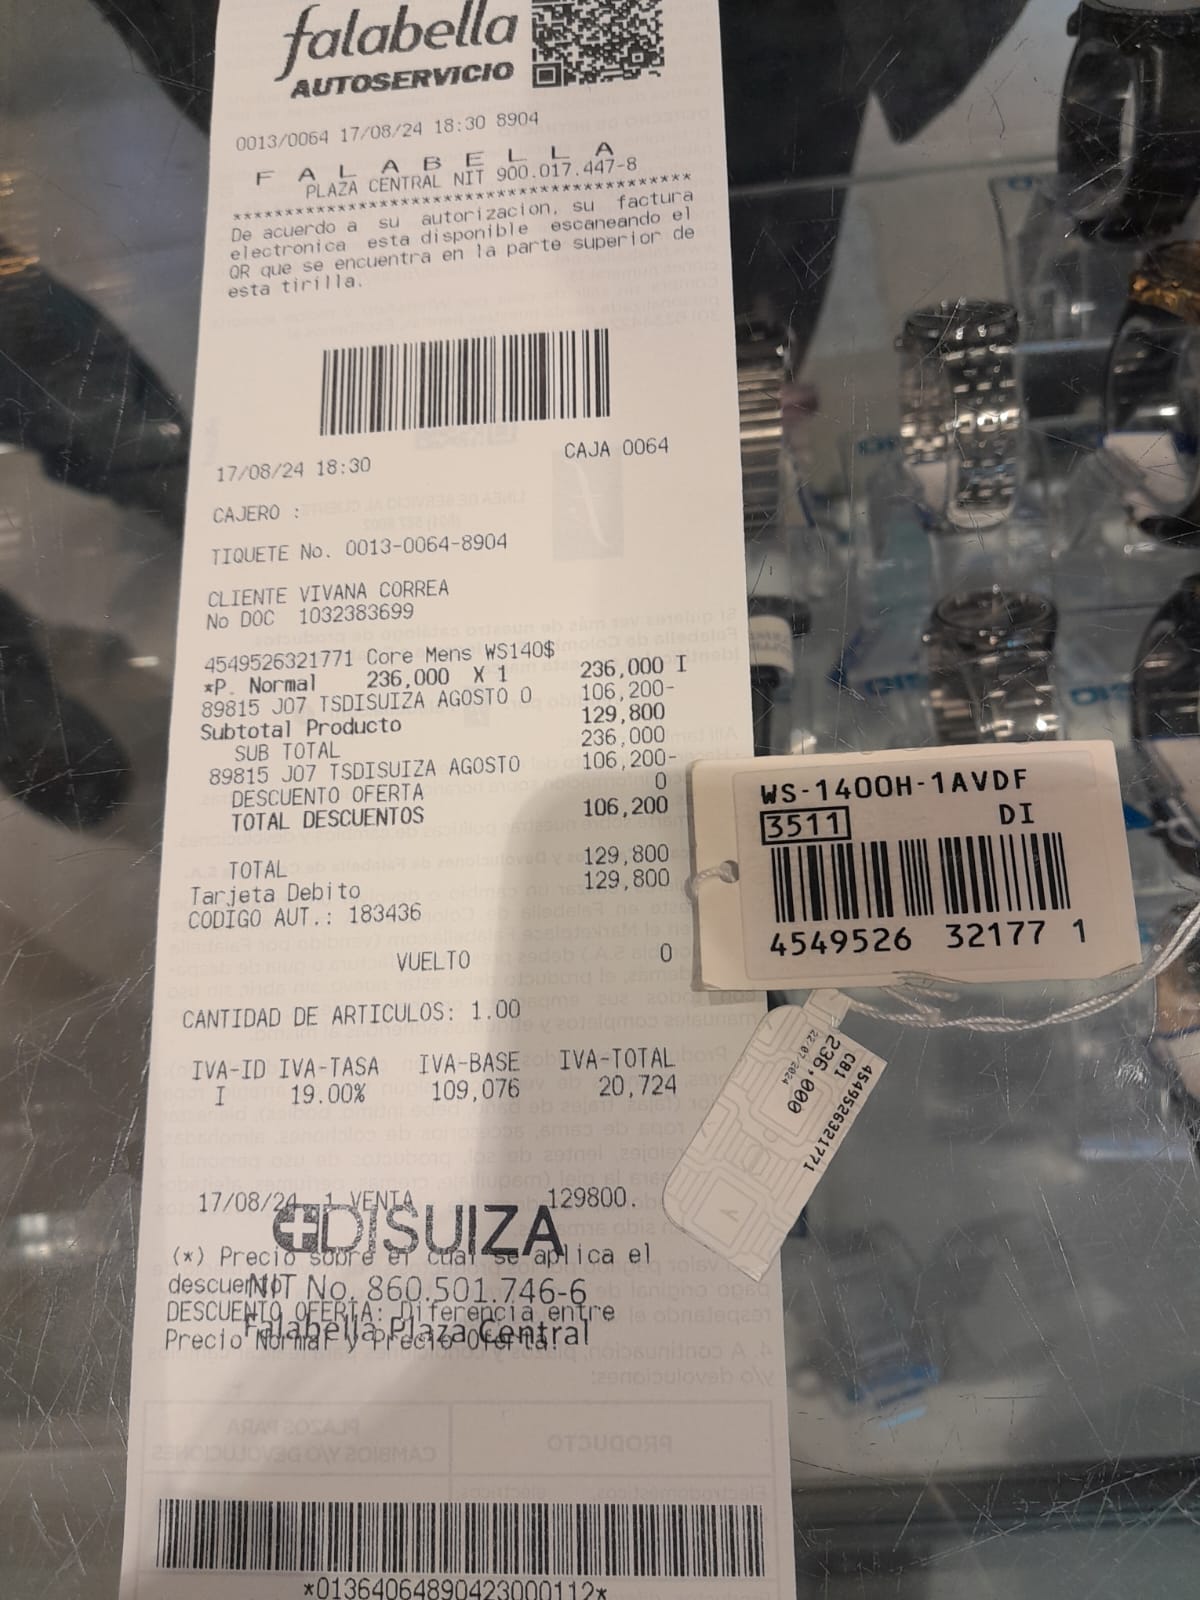 falabella
AUTOSERVICIO
0013/0064 17/08/24 18:30 8904
F A L A B E L L A
PLAZA CENTRAL NIT 900.017.447-8
********************************************
De acuerdo a su autorizacion, su factura
electronica esta disponible escaneando el
QR que se encuentra en la parte superior de
esta tirilla.
17/08/24 18:30 CAJA 0064
CAJERO :
TIQUETE No. 0013-0064-8904
CLIENTE VIVANA CORREA
No DOC 1032383699
4549526321771 Core Mens WS140$
*P. Normal 236,000 X 1 236,000 I
89815 J07 TSDISUIZA AGOSTO O 106,200-
Subtotal Producto 129,800
SUB TOTAL 236,000
89815 J07 TSDISUIZA AGOSTO 106,200-
DESCUENTO OFERTA 0
TOTAL DESCUENTOS 106,200
TOTAL 129,800
Tarjeta Debito 129,800
CODIGO AUT.: 183436
VUELTO 0
CANTIDAD DE ARTICULOS: 1.00
IVA-ID IVA-TASA IVA-BASE IVA-TOTAL
I 19.00% 109,076 20,724
17/08/24 1 VENTA 129800.
DISUIZA
(*) Precio sobre el cual se aplica el
descuento
NIT No. 860.501.746-6
DESCUENTO OFERTA: Diferencia entre
Falabella Plaza Central
Precio Normal y Precio Oferta.
*01364064890423000112*
WS-1400H-1AVDF
3511 DI
4549526 32177 1
4549526321771
CB1
236,000
22/07/2024